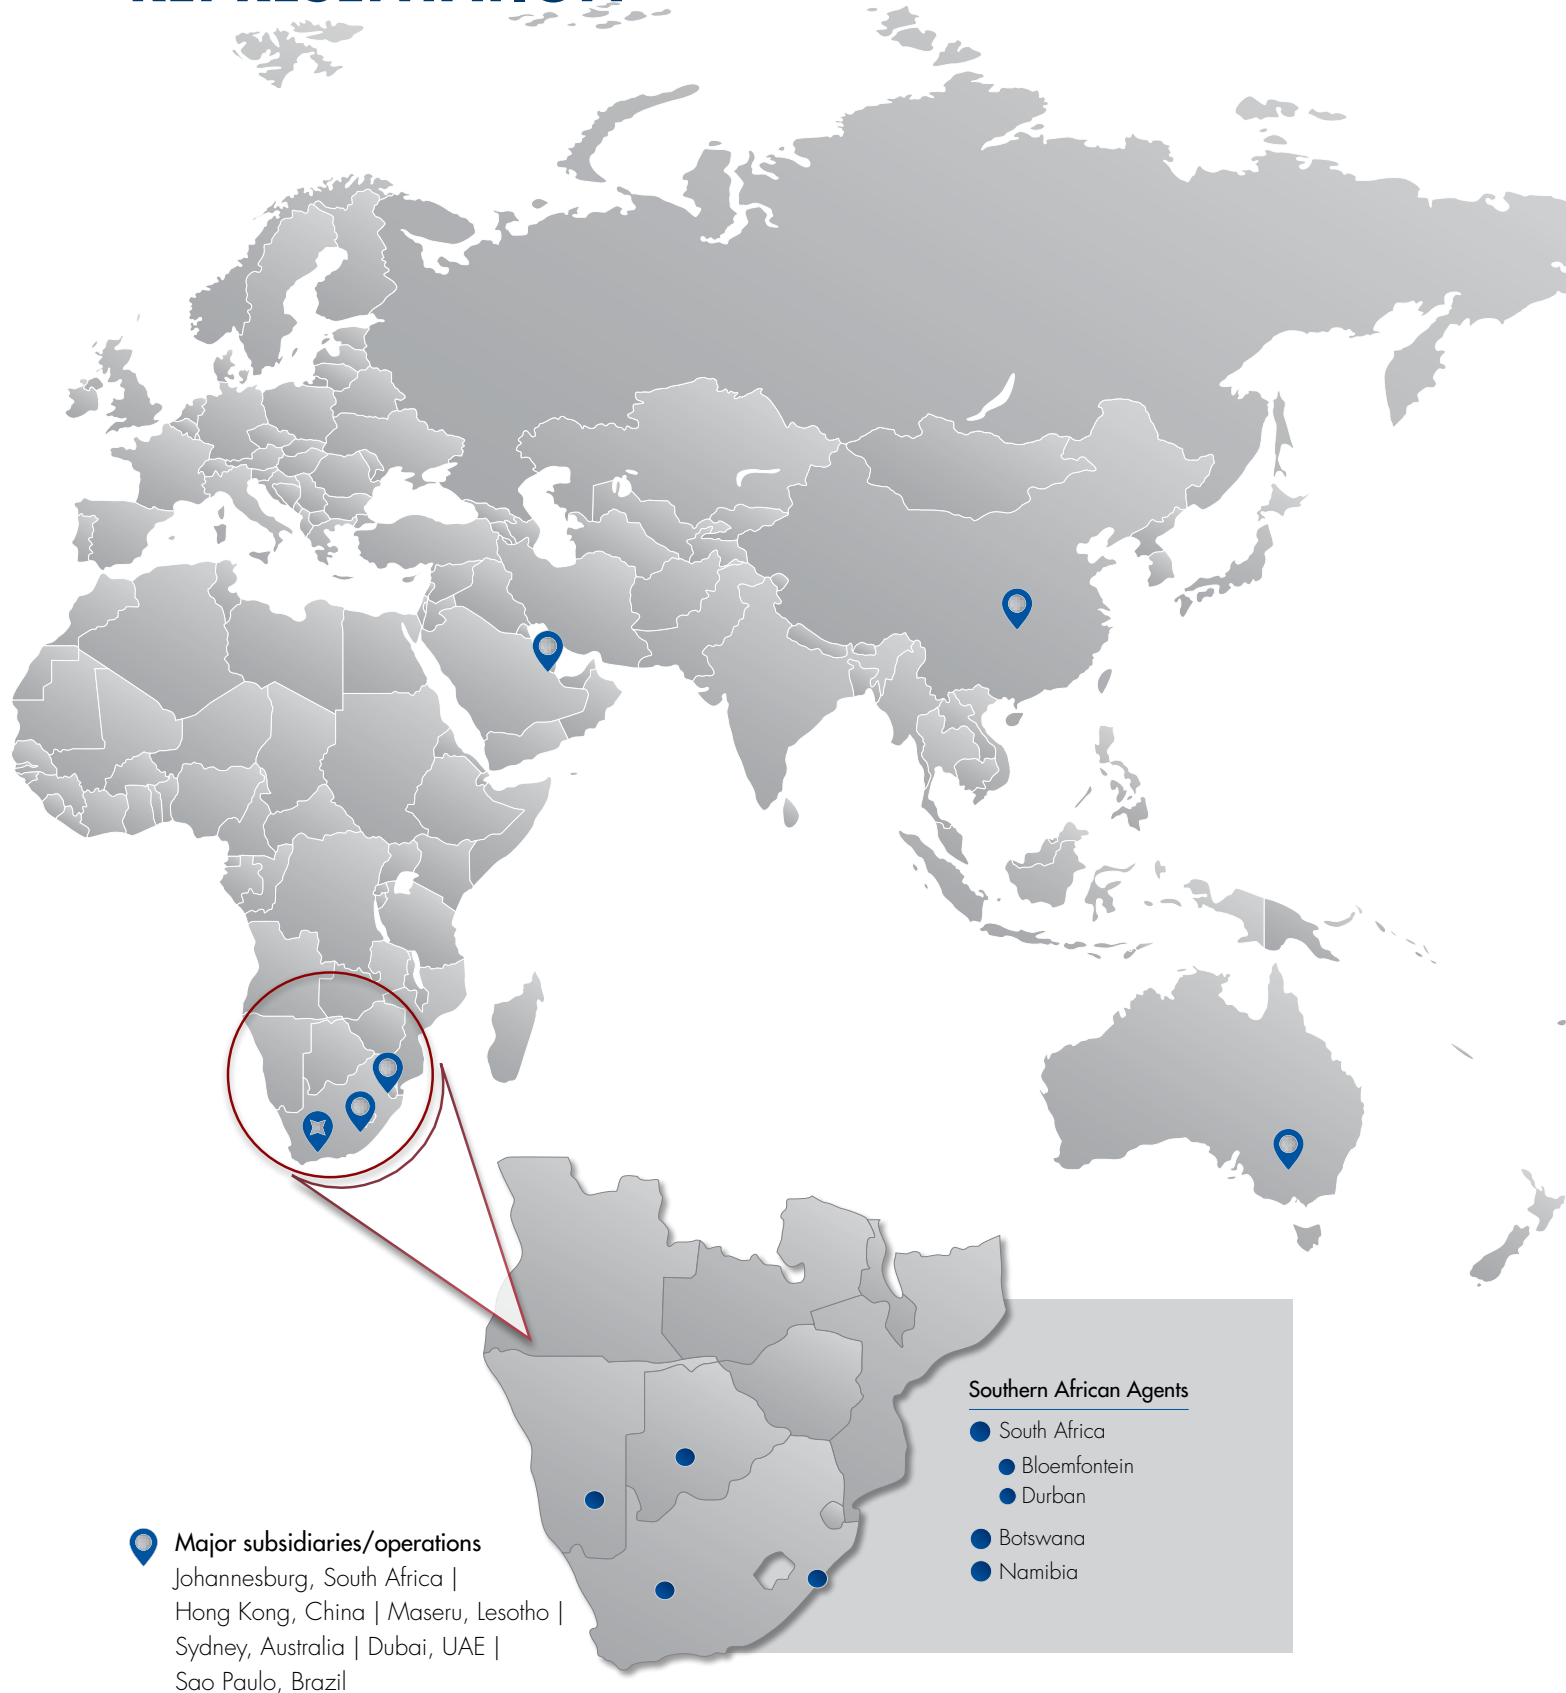 Southern African Agents
South Africa
Bloemfontein
Durban
Botswana
Namibia
Major subsidiaries/operations
Johannesburg, South Africa |
Hong Kong, China | Maseru, Lesotho |
Sydney, Australia | Dubai, UAE |
Sao Paulo, Brazil